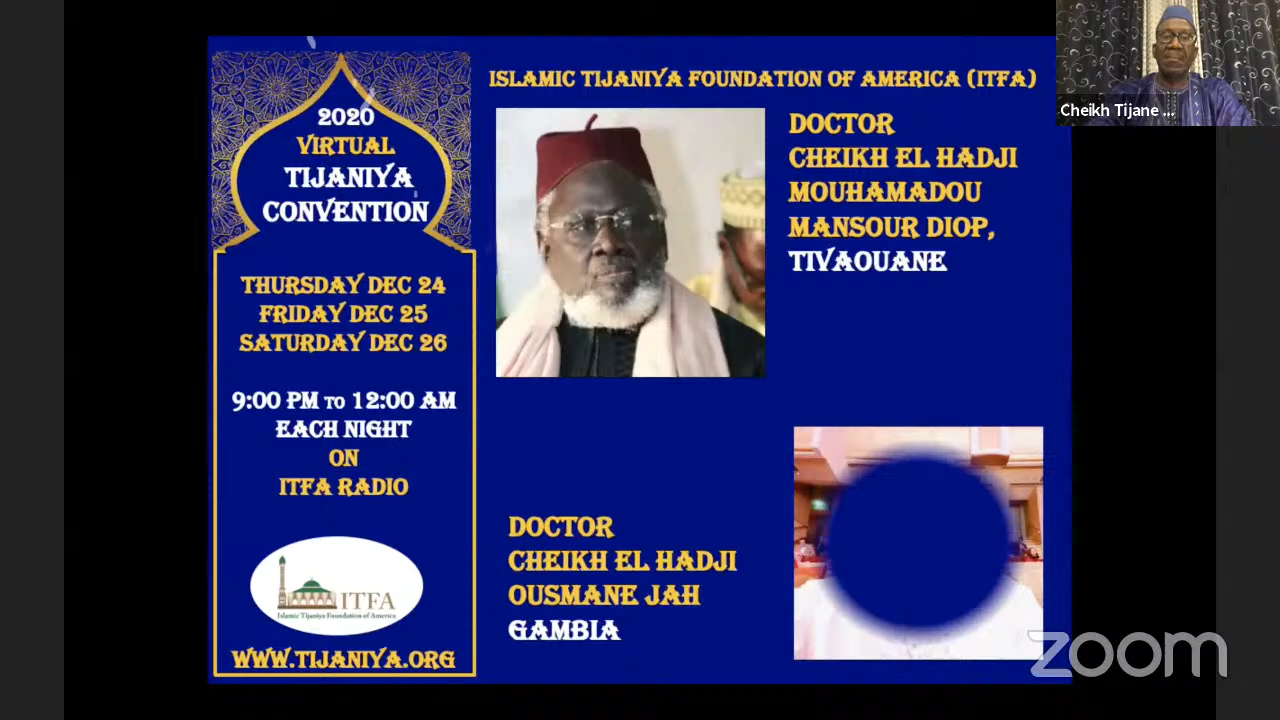 2020
VIRTUAL
TIJANIYA
CONVENTION
THURSDAY DEC 24
FRIDAY DEC 25
SATURDAY DEC 26
9:00 PM TO 12:00 AM
EACH NIGHT
ON
ITFA RADIO
ITFA
Islamic Tijaniya Foundation of America
WWW.TIJANIYA.ORG
ISLAMIC TIJANIYA FOUNDATION OF AMERICA (ITFA)
DOCTOR
CHEIKH EL HADJI
MOUHAMADOU
MANSOUR DIOP,
TIVAOUANE
DOCTOR
CHEIKH EL HADJI
OUSMANE JAH
GAMBIA
Cheikh Tijane ...
zoom